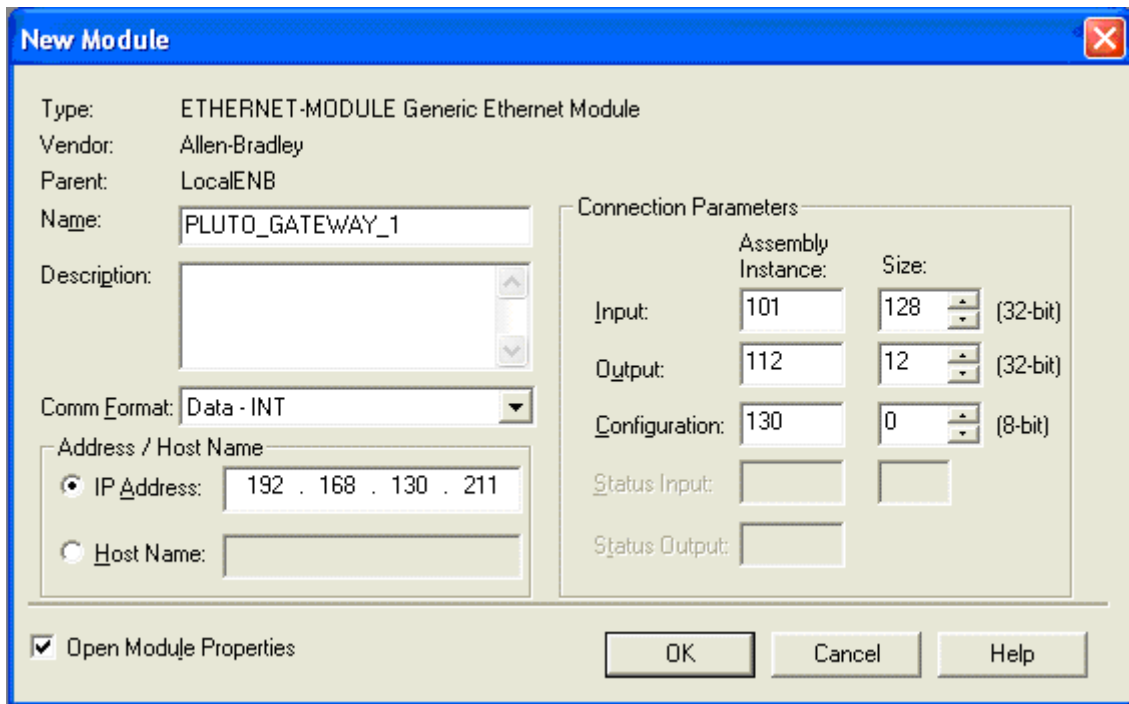 New Module
Type: ETHERNET-MODULE Generic Ethernet Module
Vendor: Allen-Bradley
Parent: LocalENB
Name: PLUTO_GATEWAY_1
Description:
Comm Format: Data - INT
Address / Host Name
IP Address: 192 . 168 . 130 . 211
Host Name:
Connection Parameters
Assembly
Instance: Size:
Input: 101 128 (32-bit)
Output: 112 12 (32-bit)
Configuration: 130 0 (8-bit)
Status Input:
Status Output:
Open Module Properties
OK Cancel Help